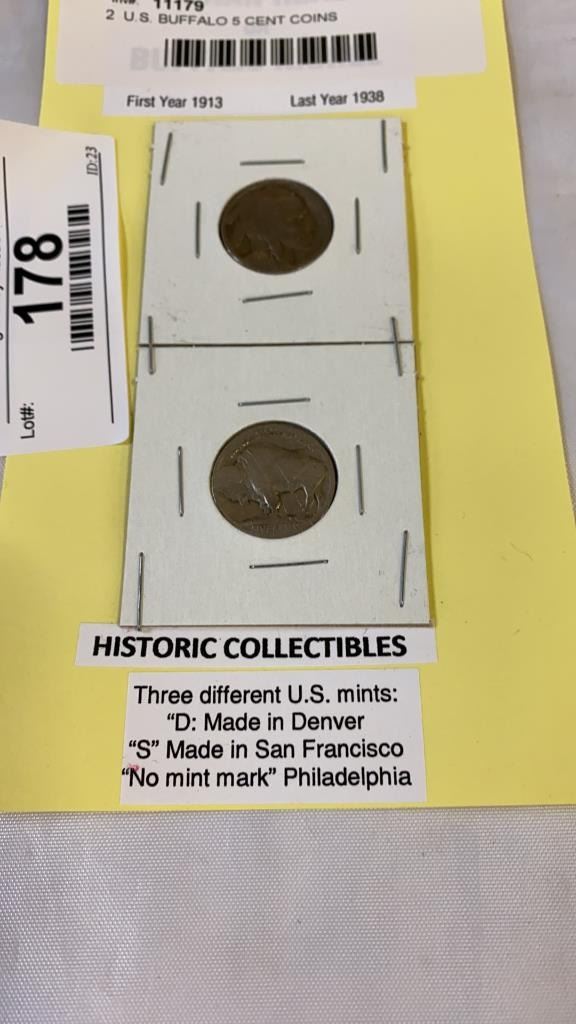 11179
2 U.S. BUFFALO 5 CENT COINS
First Year 1913 Last Year 1938
Lot#:
178
ID:23
HISTORIC COLLECTIBLES
Three different U.S. mints:
“D: Made in Denver
“S” Made in San Francisco
“No mint mark” Philadelphia